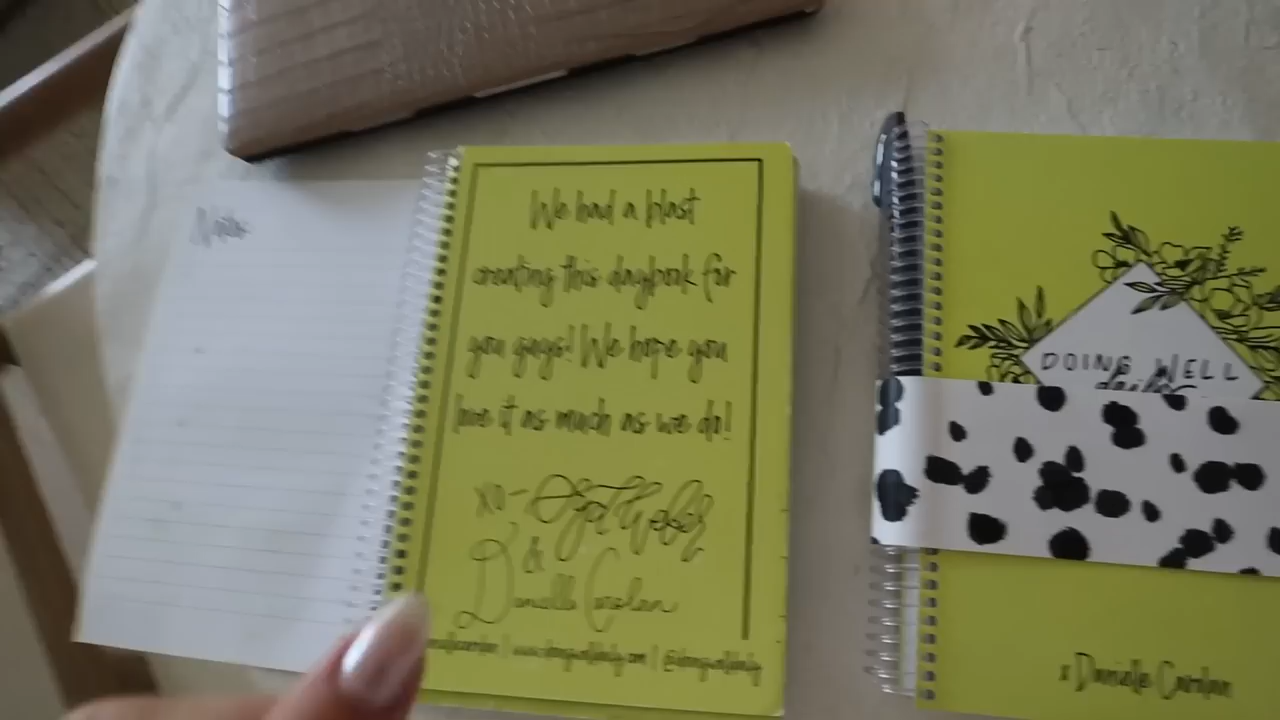 Notes
We had a blast
creating this daybook for
you guys! We hope you
love it as much as we do!
xo-
&
Danielle Carolan
DOING WELL
daily
x Danielle Carolan